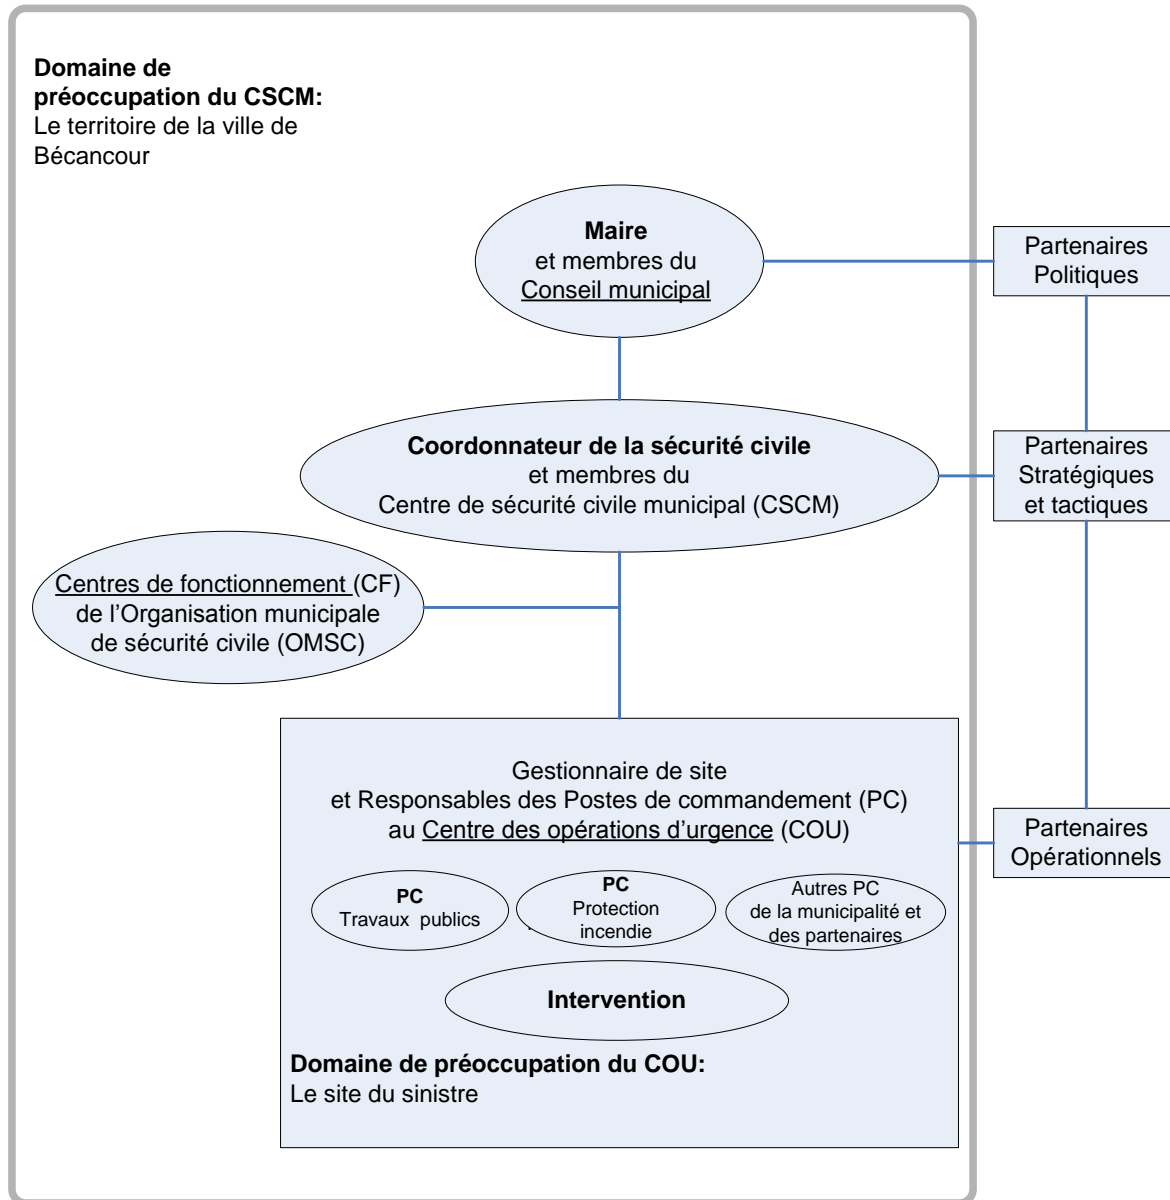 Domaine de
préoccupation du CSCM:
Le territoire de la ville de
Bécancour
Maire
et membres du
Conseil municipal
Partenaires
Politiques
Coordonnateur de la sécurité civile
et membres du
Centre de sécurité civile municipal (CSCM)
Partenaires
Stratégiques
et tactiques
Centres de fonctionnement (CF)
de l'Organisation municipale
de sécurité civile (OMSC)
Gestionnaire de site
et Responsables des Postes de commandement (PC)
au Centre des opérations d'urgence (COU)
Partenaires
Opérationnels
PC
Travaux publics
PC
Protection
incendie
Autres PC
de la municipalité et
des partenaires
Intervention
Domaine de préoccupation du COU:
Le site du sinistre